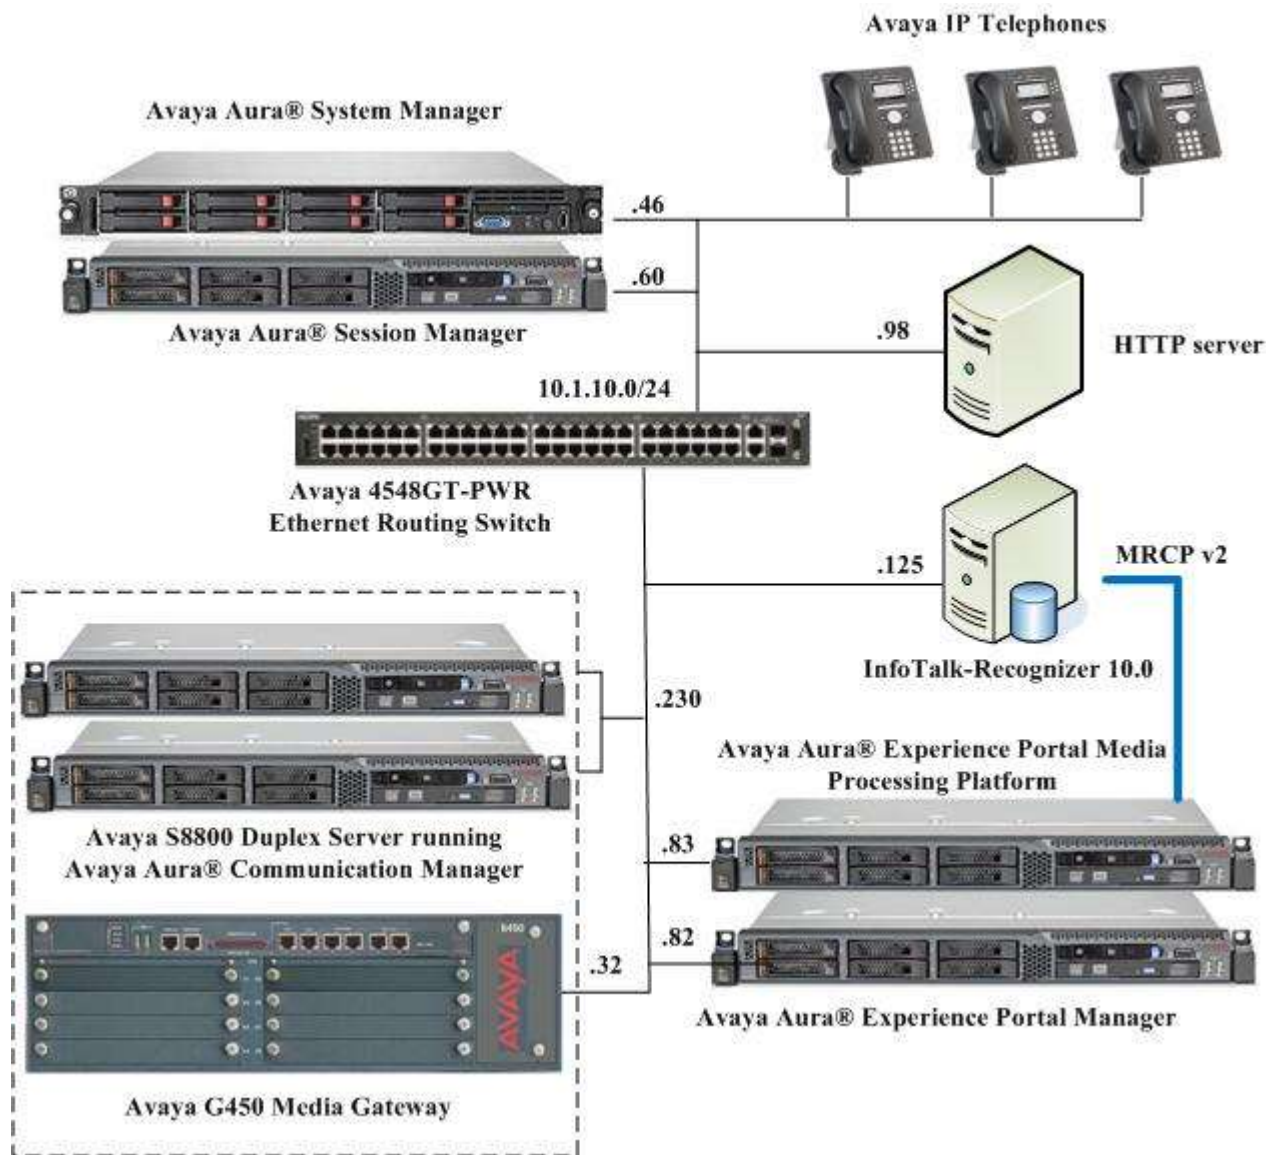 Avaya IP Telephones
Avaya Aura® System Manager
.46
.60
Avaya Aura® Session Manager
.98
HTTP server
10.1.10.0/24
Avaya 4548GT-PWR
Ethernet Routing Switch
.125
MRCP v2
InfoTalk-Recognizer 10.0
.230
Avaya Aura® Experience Portal Media
Processing Platform
Avaya S8800 Duplex Server running
Avaya Aura® Communication Manager
.83
.82
G450
AVAYA
.32
Avaya Aura® Experience Portal Manager
Avaya G450 Media Gateway